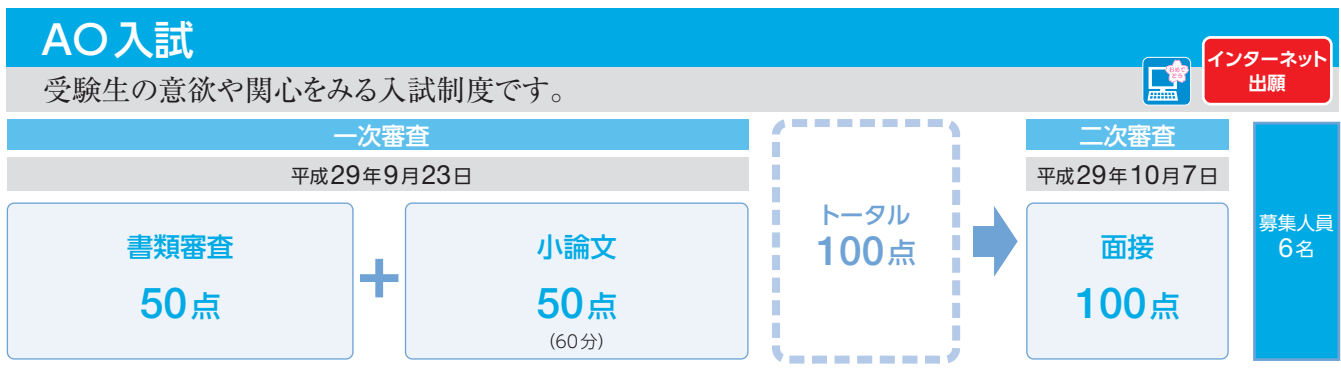 AO入試
受験生の意欲や関心をみる入試制度です。
おめで
とう
インターネット
出願
一次審査
平成29年9月23日
書類審査
50点
+
小論文
50点
(60分)
トータル
100点
二次審査
平成29年10月7日
面接
100点
募集人員
6名